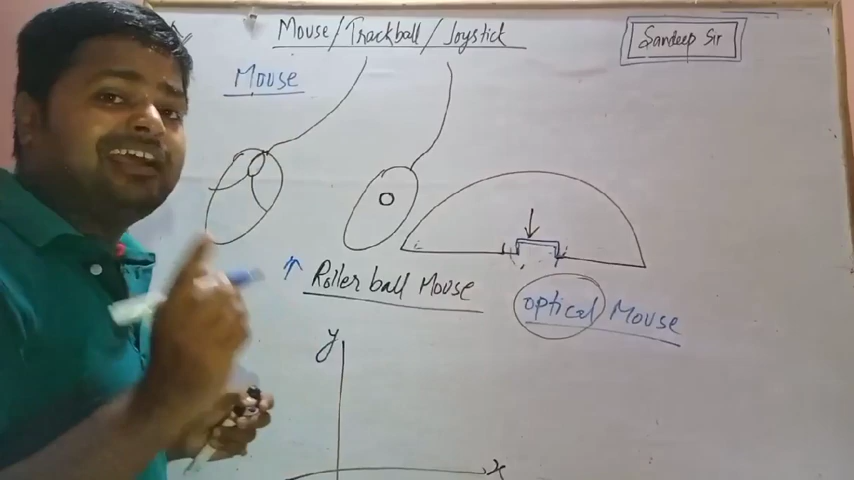 Mouse/Trackball/Joystick
Sandeep Sir
Mouse
Roller ball Mouse
optical Mouse
y
x